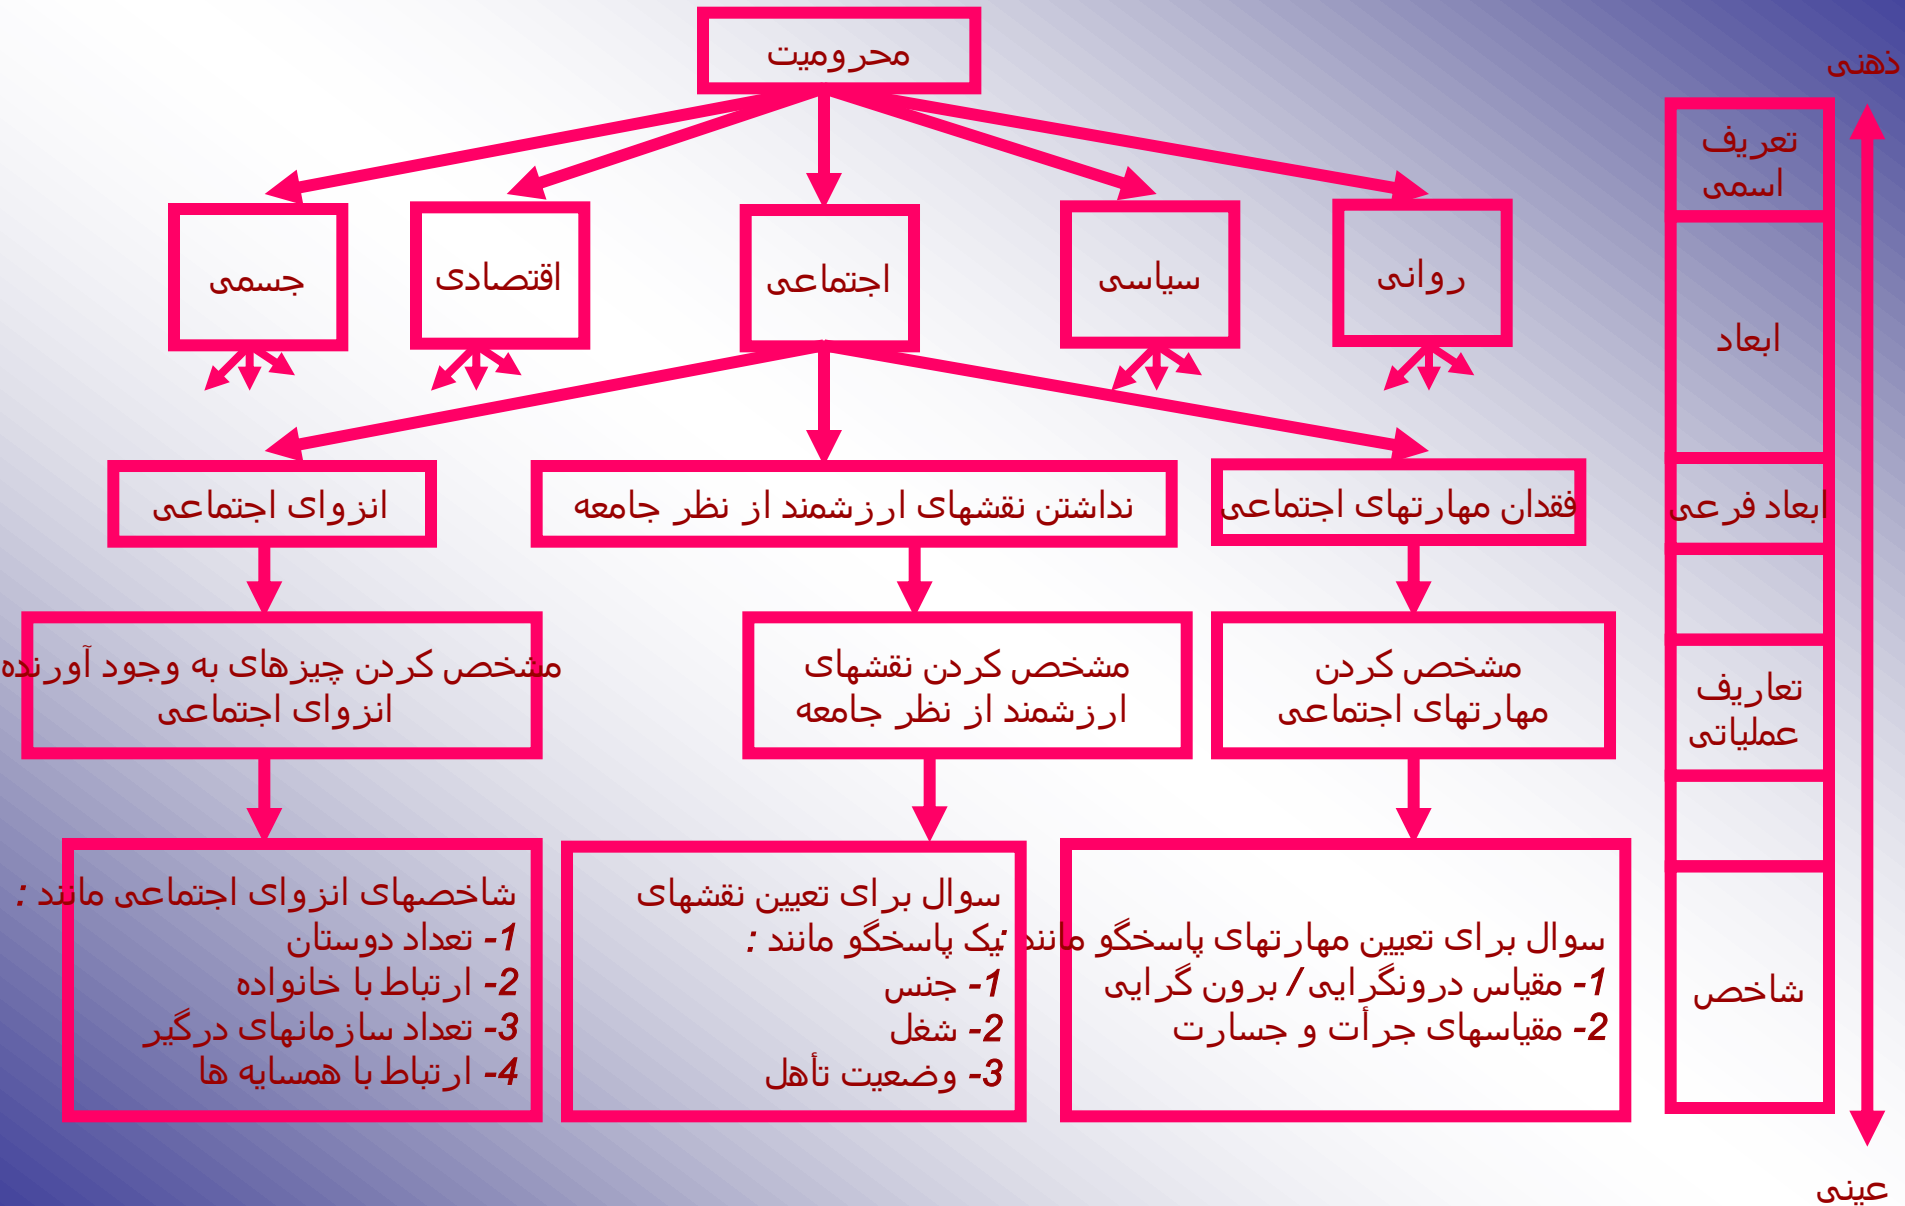 محرومیت
ذهنی
تعریف
اسمی
روانی
سیاسی
اجتماعی
اقتصادی
جسمی
ابعاد
فقدان مهارتهای اجتماعی
نداشتن نقشهای ارزشمند از نظر جامعه
انزوای اجتماعی
ابعاد فرعی
مشخص کردن
مهارتهای اجتماعی
مشخص کردن نقشهای
ارزشمند از نظر جامعه
مشخص کردن چیزهای به وجود آورنده
انزوای اجتماعی
تعاریف
عملیاتی
سوال برای تعیین مهارتهای پاسخگو مانند :
1- مقیاس درونگرایی/ برون گرایی
2- مقیاسهای جرأت و جسارت
سوال برای تعیین نقشهای
یک پاسخگو مانند :
1- جنس
2- شغل
3- وضعیت تأهل
شاخصهای انزوای اجتماعی مانند :
1- تعداد دوستان
2- ارتباط با خانواده
3- تعداد سازمانهای درگیر
4- ارتباط با همسایه ها
شاخص
عینی